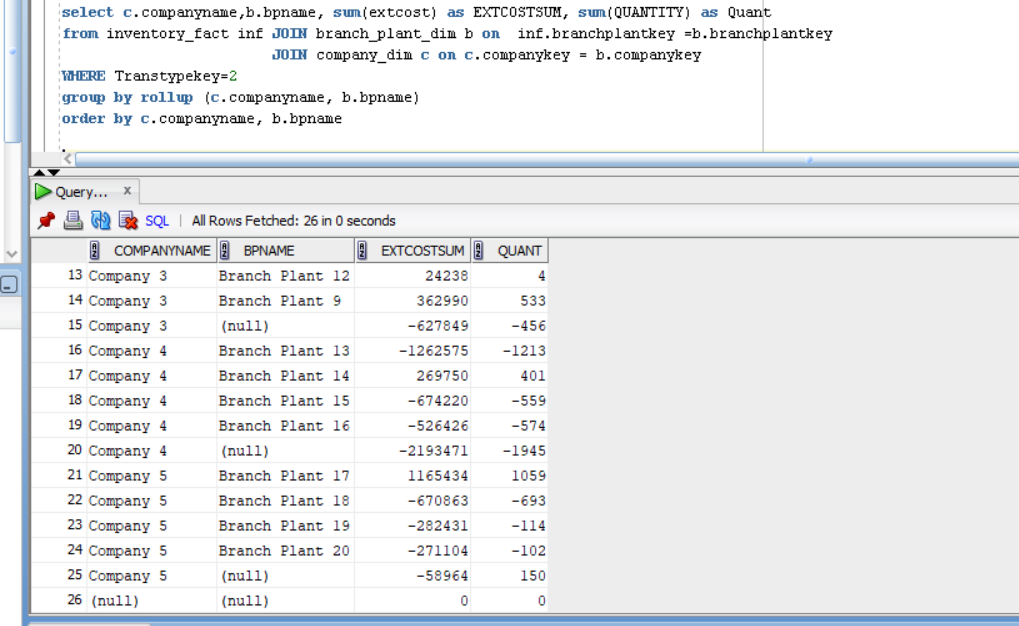 select c.companyname,b.bpname, sum(extcost) as EXTCOSTSUM, sum(QUANTITY) as Quant
from inventory_fact inf JOIN branch_plant_dim b on  inf.branchplantkey =b.branchplantkey
JOIN company_dim c on c.companykey = b.companykey
WHERE Transtypekey=2
group by rollup (c.companyname, b.bpname)
order by c.companyname, b.bpname
Query... x
SQL | All Rows Fetched: 26 in 0 seconds
COMPANYNAME BPNAME EXTCOSTSUM QUANT
13 Company 3 Branch Plant 12 24238 4
14 Company 3 Branch Plant 9 362990 533
15 Company 3 (null) -627849 -456
16 Company 4 Branch Plant 13 -1262575 -1213
17 Company 4 Branch Plant 14 269750 401
18 Company 4 Branch Plant 15 -674220 -559
19 Company 4 Branch Plant 16 -526426 -574
20 Company 4 (null) -2193471 -1945
21 Company 5 Branch Plant 17 1165434 1059
22 Company 5 Branch Plant 18 -670863 -693
23 Company 5 Branch Plant 19 -282431 -114
24 Company 5 Branch Plant 20 -271104 -102
25 Company 5 (null) -58964 150
26 (null) (null) 0 0